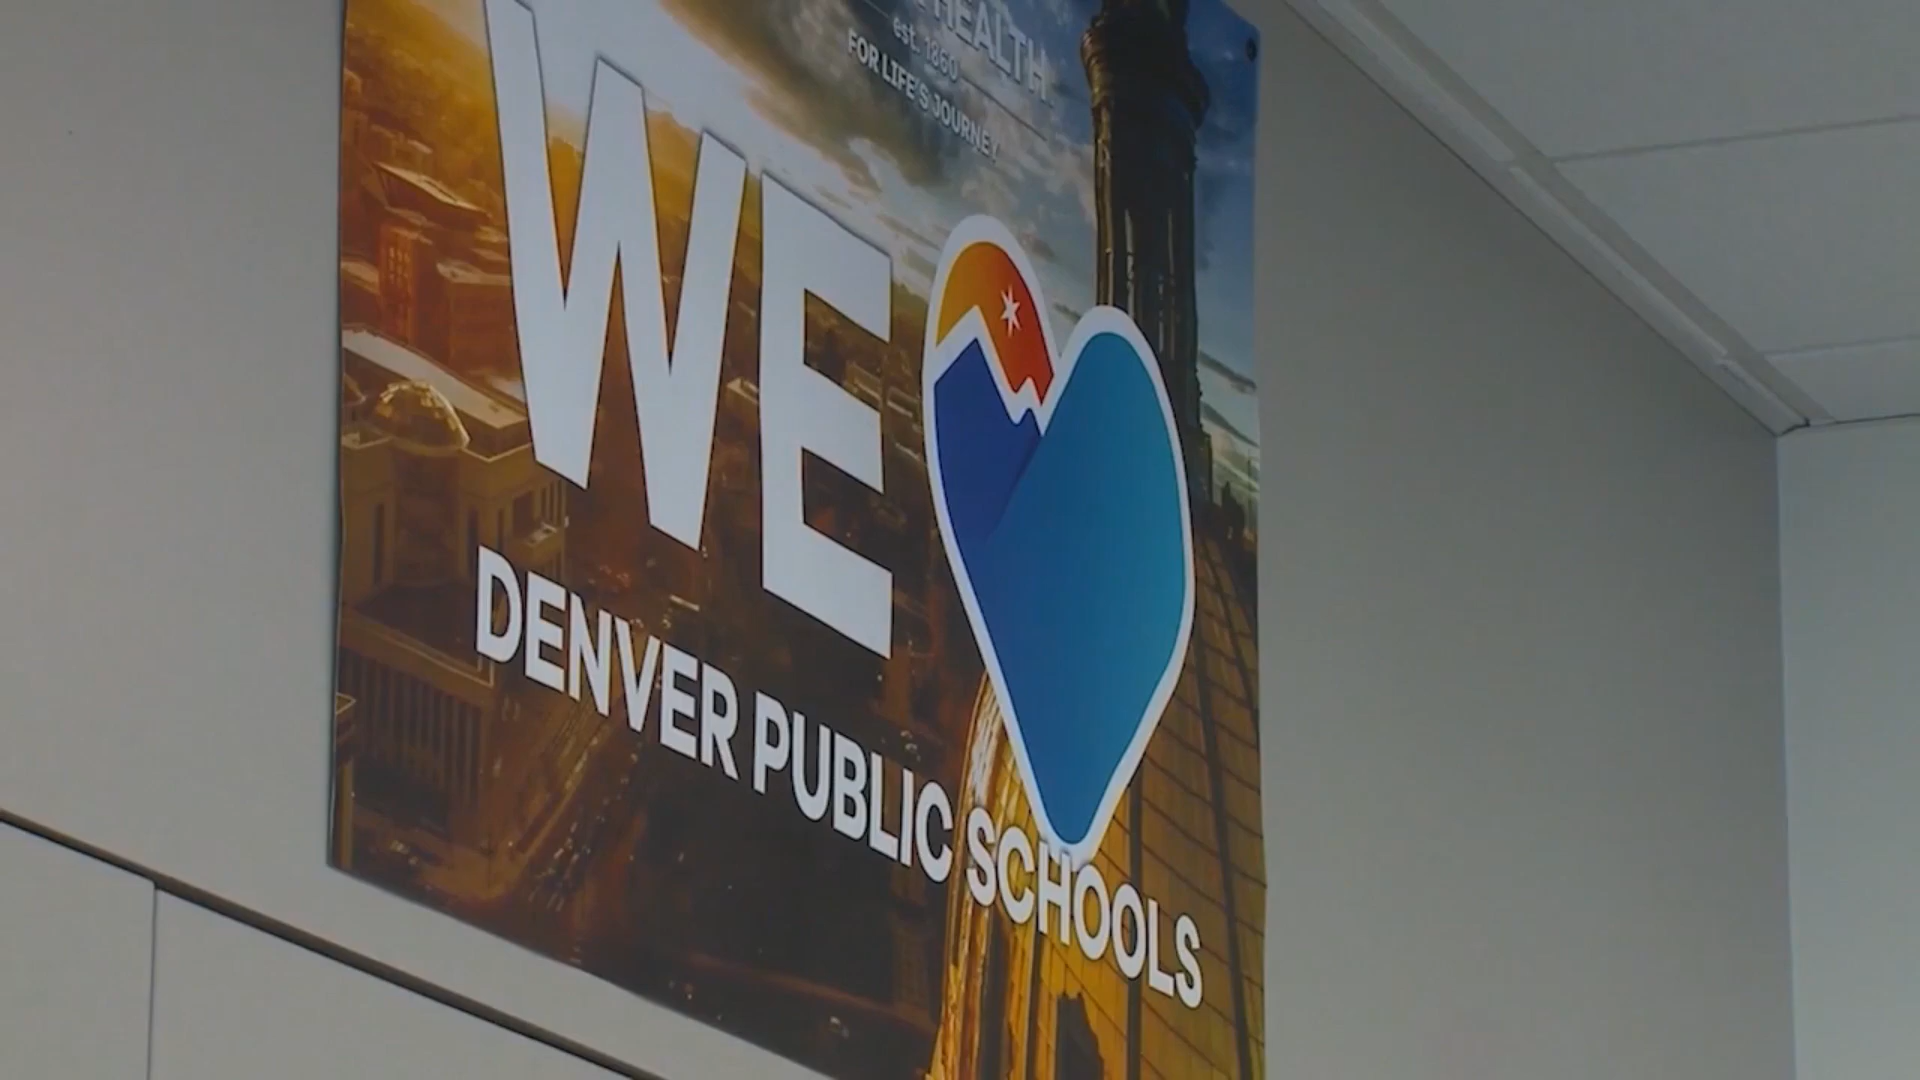 HEALTH
est. 1860
FOR LIFE'S JOURNEY
WE
DENVER PUBLIC SCHOOLS